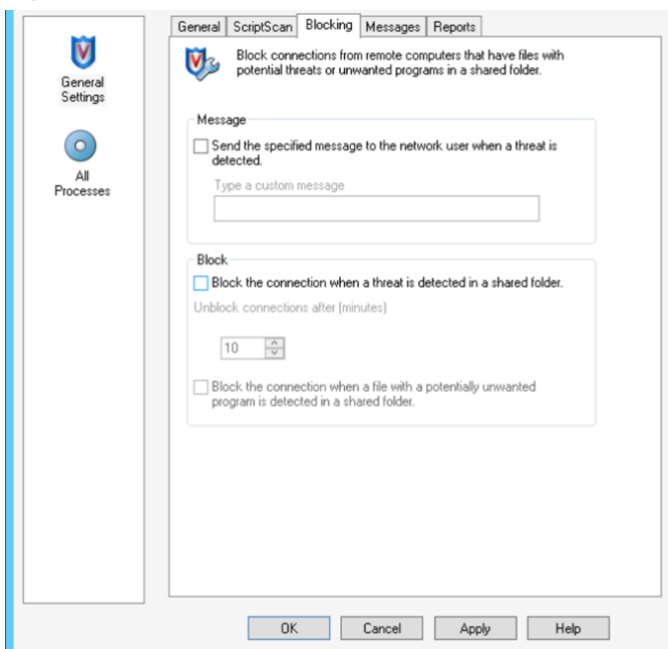 General ScriptScan Blocking Messages Reports
General
Settings
All
Processes
Block connections from remote computers that have files with
potential threats or unwanted programs in a shared folder.
Message
Send the specified message to the network user when a threat is
detected.
Type a custom message
Block
Block the connection when a threat is detected in a shared folder.
Unblock connections after (minutes)
10
Block the connection when a file with a potentially unwanted
program is detected in a shared folder.
OK Cancel Apply Help